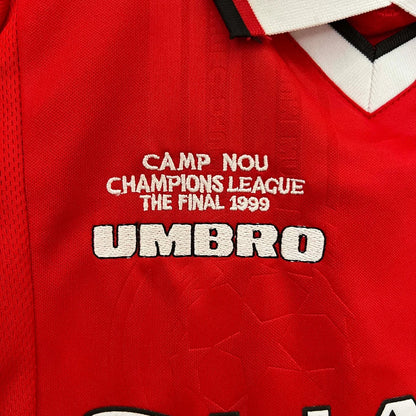 CAMP NOU
CHAMPIONS LEAGUE
THE FINAL 1999
UMBRO